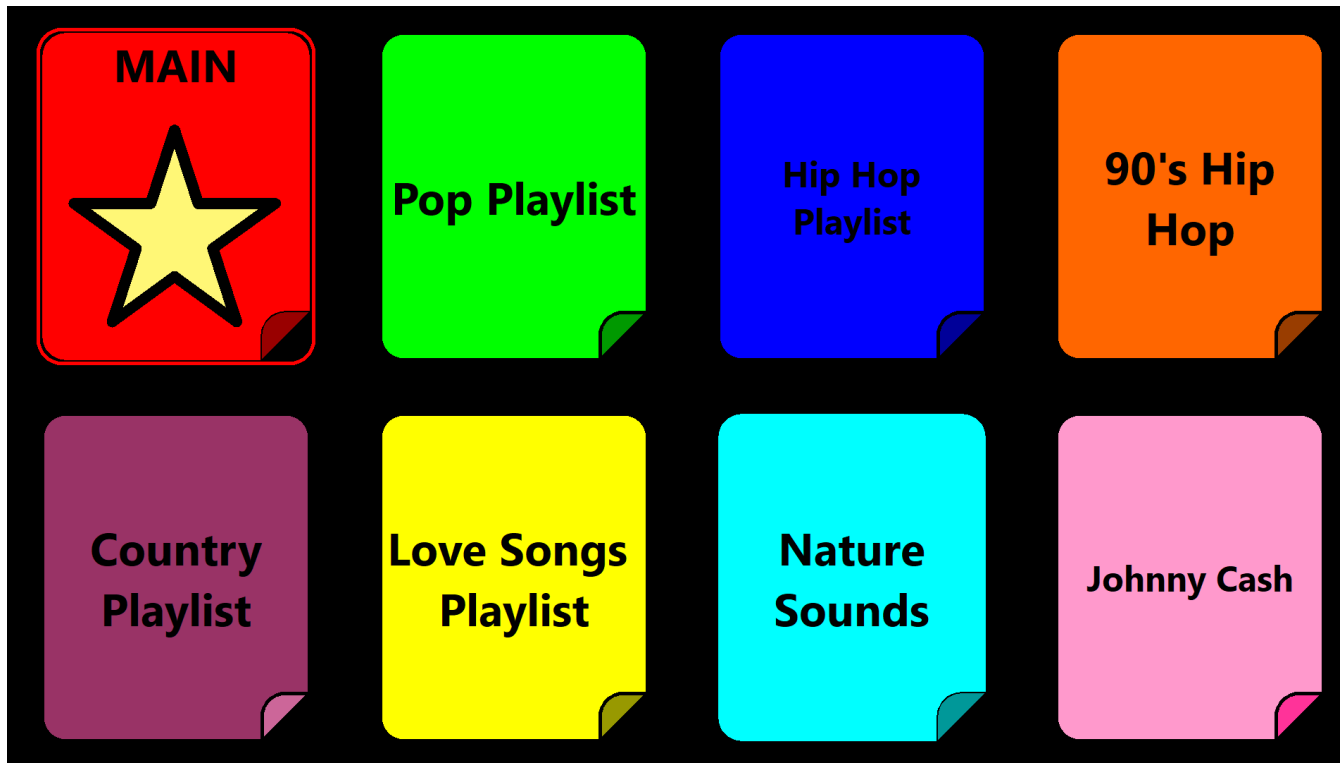 MAIN
Pop Playlist
Hip Hop
Playlist
90's Hip
Hop
Country
Playlist
Love Songs
Playlist
Nature
Sounds
Johnny Cash